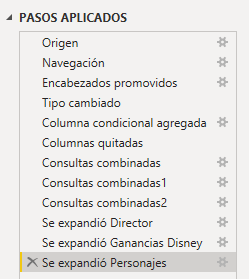 PASOS APLICADOS
Origen
Navegación
Encabezados promovidos
Tipo cambiado
Columna condicional agregada
Columnas quitadas
Consultas combinadas
Consultas combinadas1
Consultas combinadas2
Se expandió Director
Se expandió Ganancias Disney
Se expandió Personajes